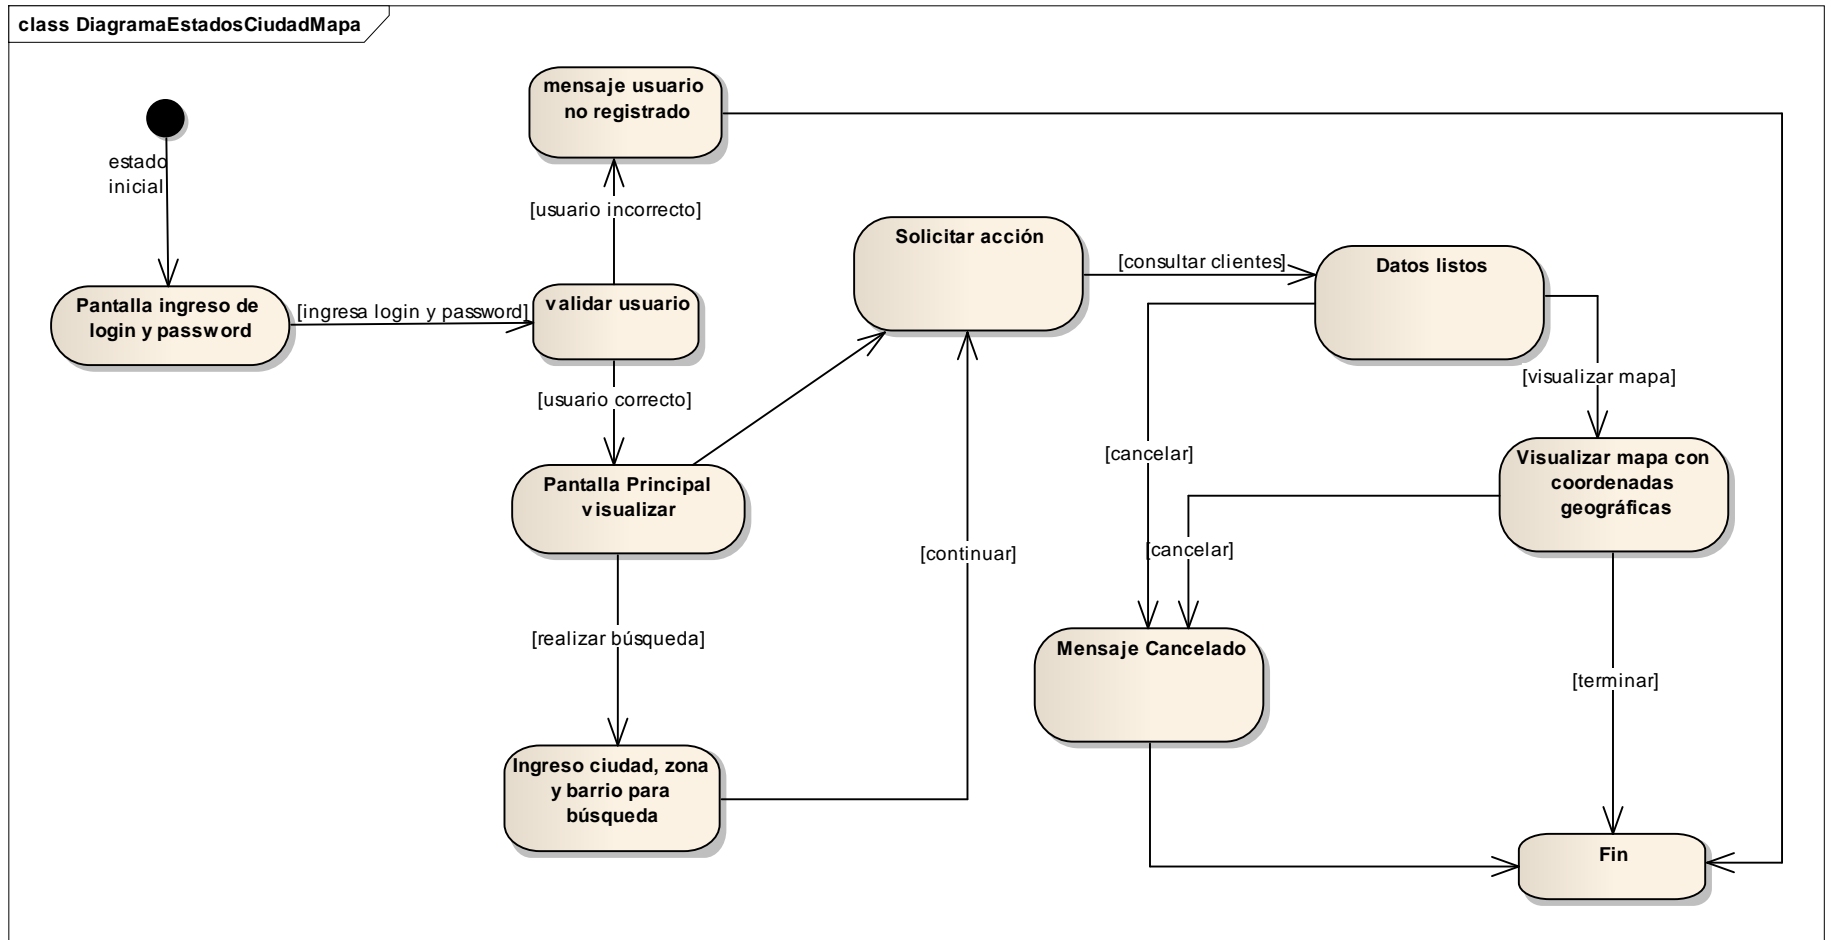 class DiagramaEstadosCiudadMapa
mensaje usuario
no registrado
estado
inicial
[usuario incorrecto]
Solicitar acción
[consultar clientes]
Datos listos
Pantalla ingreso de
login y password
[ingresa login y password]
validar usuario
[usuario correcto]
[visualizar mapa]
[cancelar]
Pantalla Principal
visualizar
Visualizar mapa con
coordenadas
geográficas
[continuar]
[cancelar]
[realizar búsqueda]
Mensaje Cancelado
[terminar]
Ingreso ciudad, zona
y barrio para
búsqueda
Fin